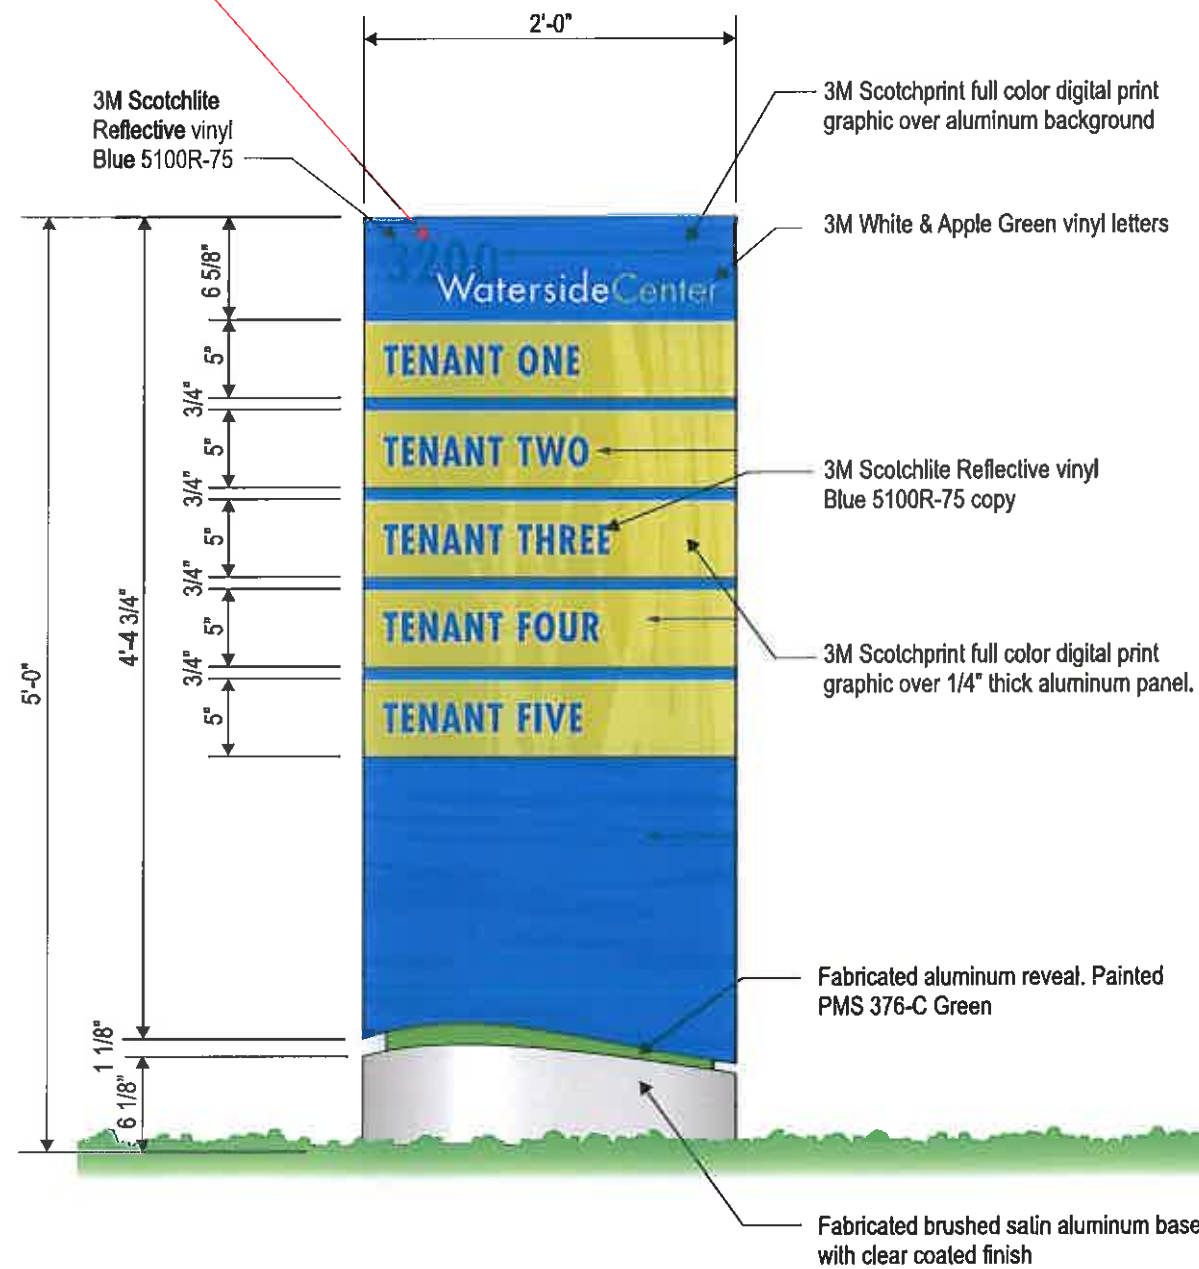 2'-0"
3M Scotchlite
Reflective vinyl
Blue 5100R-75
3M Scotchprint full color digital print
graphic over aluminum background
3M White & Apple Green vinyl letters
3200
WatersideCenter
TENANT ONE
TENANT TWO
TENANT THREE
TENANT FOUR
TENANT FIVE
5'-0"
4'-4 3/4"
6 5/8"
5"
3/4"
5"
3/4"
5"
3/4"
5"
3/4"
5"
1 1/8"
6 1/8"
3M Scotchlite Reflective vinyl
Blue 5100R-75 copy
3M Scotchprint full color digital print
graphic over 1/4" thick aluminum panel.
Fabricated aluminum reveal. Painted
PMS 376-C Green
Fabricated brushed satin aluminum base
with clear coated finish